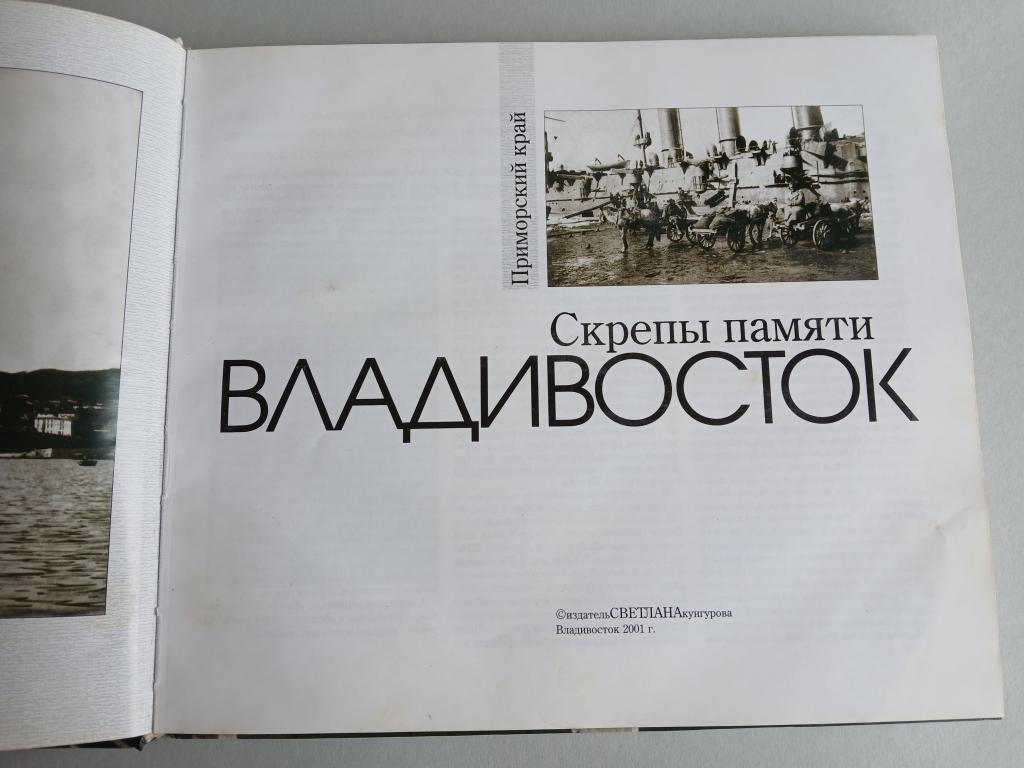 Приморский край
Скрепы памяти
ВЛАДИВОСТОК
©издательСВЕТЛАНАкунгурова
Владивосток 2001 г.